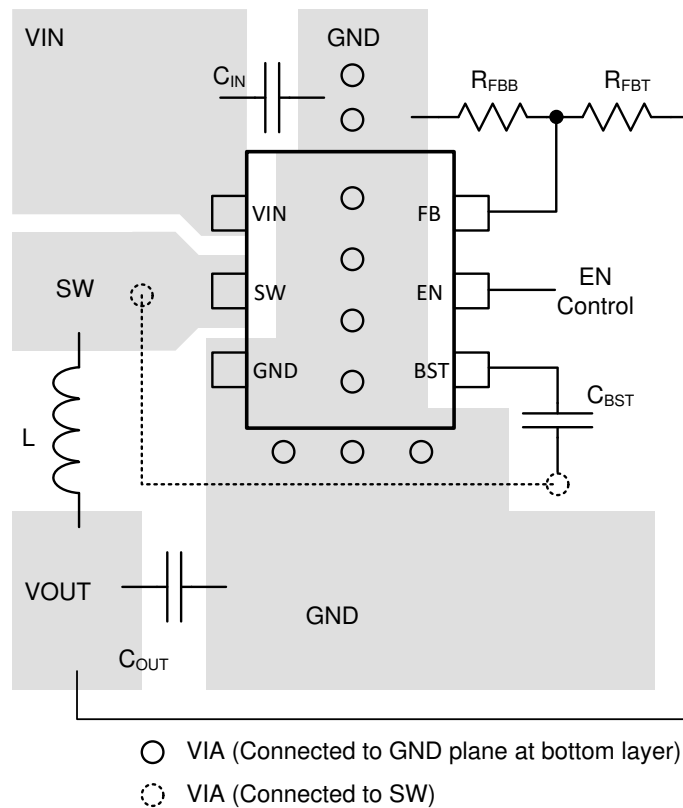 VIN
GND
C_IN
R_FBB
R_FBT
VIN
FB
SW
SW
EN
EN
Control
GND
BST
C_BST
L
VOUT
GND
C_OUT
VIA (Connected to GND plane at bottom layer)
VIA (Connected to SW)